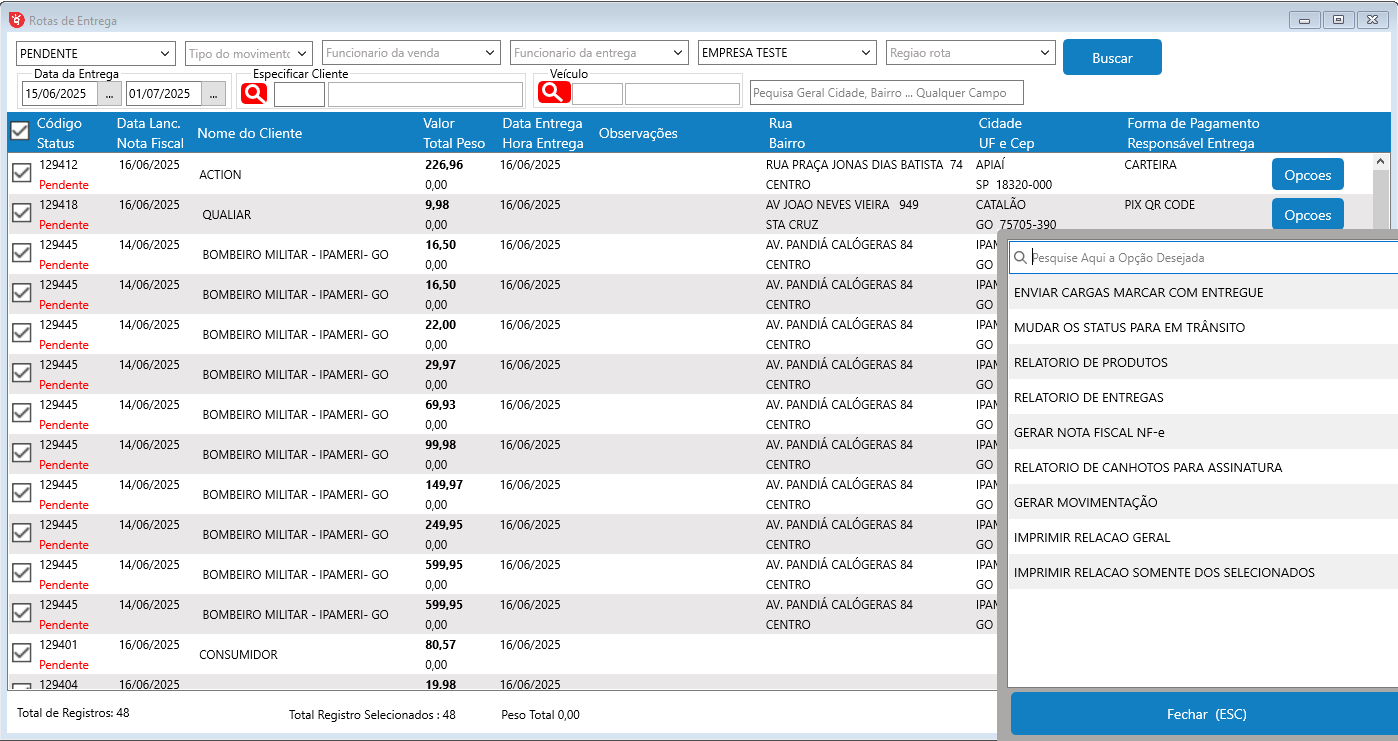 Rotas de Entrega
PENDENTE Tipo do movimento Funcionario da venda Funcionario da entrega EMPRESA TESTE Regiao rota Buscar
Data da Entrega Especificar Cliente Veículo
15/06/2025 ... 01/07/2025 ... Pequisa Geral Cidade, Bairro ... Qualquer Campo
Código Data Lanc. Nome do Cliente Valor Data Entrega Observações Rua Cidade Forma de Pagamento
Status Nota Fiscal Total Peso Hora Entrega Bairro UF e Cep Responsável Entrega
129412 16/06/2025 ACTION 226,96 16/06/2025 RUA PRAÇA JONAS DIAS BATISTA 74 APIAÍ CARTEIRA Opcoes
Pendente 0,00 CENTRO SP 18320-000
129418 16/06/2025 QUALIAR 9,98 16/06/2025 AV JOAO NEVES VIEIRA 949 CATALÃO PIX QR CODE Opcoes
Pendente 0,00 STA CRUZ GO 75705-390
129445 14/06/2025 BOMBEIRO MILITAR - IPAMERI- GO 16,50 16/06/2025 AV. PANDIÁ CALÓGERAS 84
Pendente 0,00 CENTRO GO
129445 14/06/2025 BOMBEIRO MILITAR - IPAMERI- GO 16,50 16/06/2025 AV. PANDIÁ CALÓGERAS 84
Pendente 0,00 CENTRO GO
129445 14/06/2025 BOMBEIRO MILITAR - IPAMERI- GO 22,00 16/06/2025 AV. PANDIÁ CALÓGERAS 84
Pendente 0,00 CENTRO GO
129445 14/06/2025 BOMBEIRO MILITAR - IPAMERI- GO 29,97 16/06/2025 AV. PANDIÁ CALÓGERAS 84
Pendente 0,00 CENTRO GO
129445 14/06/2025 BOMBEIRO MILITAR - IPAMERI- GO 69,93 16/06/2025 AV. PANDIÁ CALÓGERAS 84
Pendente 0,00 CENTRO GO
129445 14/06/2025 BOMBEIRO MILITAR - IPAMERI- GO 99,98 16/06/2025 AV. PANDIÁ CALÓGERAS 84
Pendente 0,00 CENTRO GO
129445 14/06/2025 BOMBEIRO MILITAR - IPAMERI- GO 149,97 16/06/2025 AV. PANDIÁ CALÓGERAS 84
Pendente 0,00 CENTRO GO
129445 14/06/2025 BOMBEIRO MILITAR - IPAMERI- GO 249,95 16/06/2025 AV. PANDIÁ CALÓGERAS 84
Pendente 0,00 CENTRO GO
129445 14/06/2025 BOMBEIRO MILITAR - IPAMERI- GO 599,95 16/06/2025 AV. PANDIÁ CALÓGERAS 84
Pendente 0,00 CENTRO GO
129445 14/06/2025 BOMBEIRO MILITAR - IPAMERI- GO 599,95 16/06/2025 AV. PANDIÁ CALÓGERAS 84
Pendente 0,00 CENTRO GO
129401 16/06/2025 CONSUMIDOR 80,57 16/06/2025
Pendente 0,00
129404 16/06/2025 19,98 16/06/2025
Total de Registros: 48 Total Registro Selecionados : 48 Peso Total 0,00
Pesquise Aqui a Opção Desejada
ENVIAR CARGAS MARCAR COM ENTREGUE
MUDAR OS STATUS PARA EM TRÂNSITO
RELATORIO DE PRODUTOS
RELATORIO DE ENTREGAS
GERAR NOTA FISCAL NF-e
RELATORIO DE CANHOTOS PARA ASSINATURA
GERAR MOVIMENTAÇÃO
IMPRIMIR RELACAO GERAL
IMPRIMIR RELACAO SOMENTE DOS SELECIONADOS
Fechar (ESC)